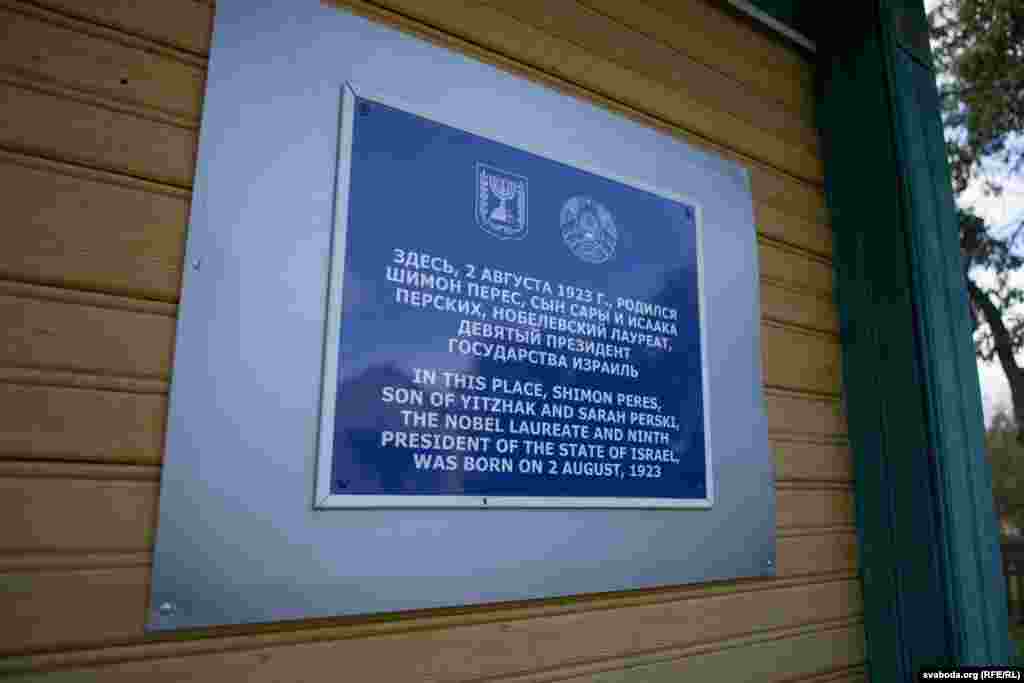 ЗДЕСЬ, 2 АВГУСТА 1923 Г., РОДИЛСЯ
ШИМОН ПЕРЕС, СЫН САРЫ И ИСААКА
ПЕРСКИХ, НОБЕЛЕВСКИЙ ЛАУРЕАТ,
ДЕВЯТЫЙ ПРЕЗИДЕНТ
ГОСУДАРСТВА ИЗРАИЛЬ
IN THIS PLACE, SHIMON PERES,
SON OF YITZHAK AND SARAH PERSKI,
THE NOBEL LAUREATE AND NINTH
PRESIDENT OF THE STATE OF ISRAEL,
WAS BORN ON 2 AUGUST, 1923
svaboda.org (RFE/RL)